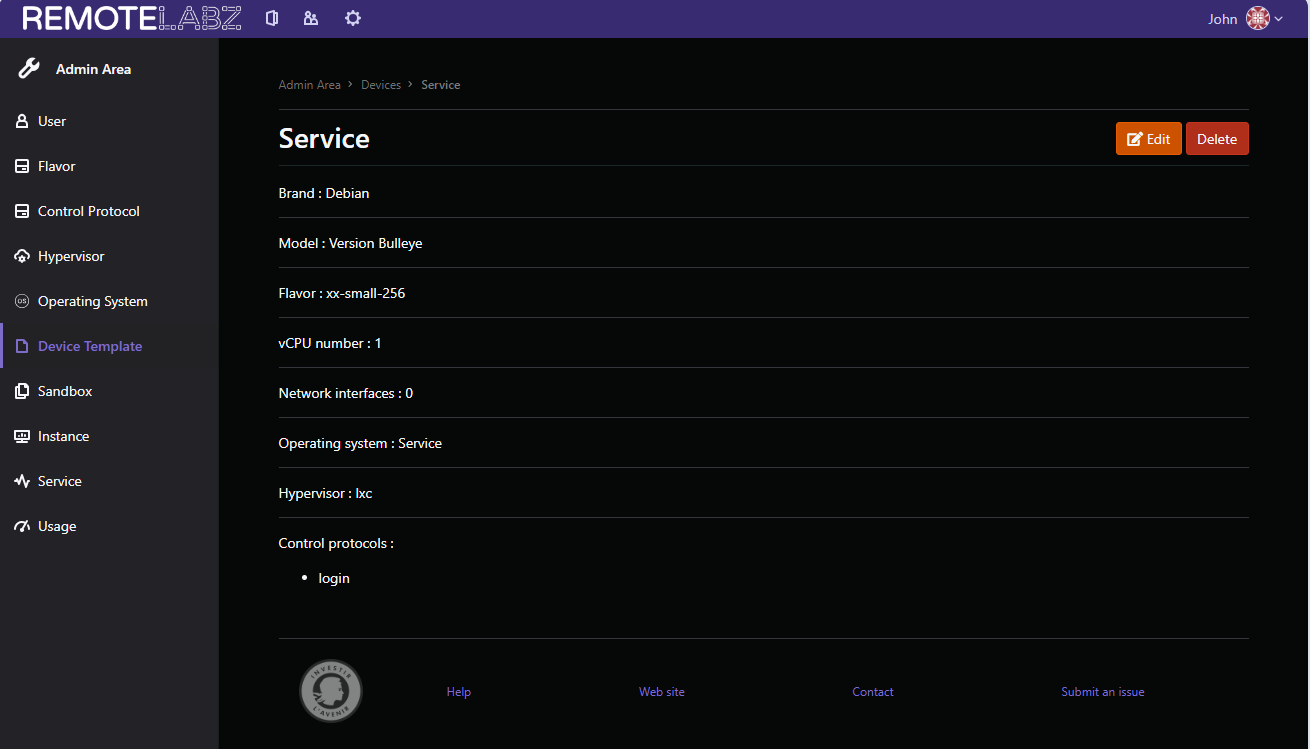 REMOTELABZ
John
Admin Area
User
Flavor
Control Protocol
Hypervisor
OS Operating System
Device Template
Sandbox
Instance
Service
Usage
Admin Area > Devices > Service
Service
Edit Delete
Brand : Debian
Model : Version Bulleye
Flavor : xx-small-256
vCPU number : 1
Network interfaces : 0
Operating system : Service
Hypervisor : lxc
Control protocols :
• login
INVESTIR
L'AVENIR
Help Web site Contact Submit an issue